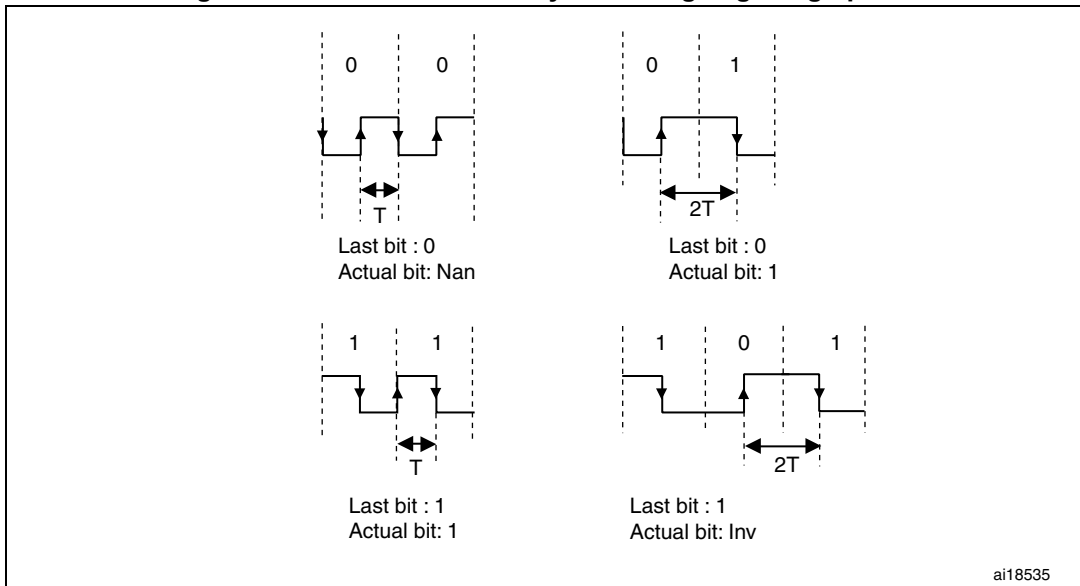 0 0
0 1
T
2T
Last bit : 0
Actual bit: Nan
Last bit : 0
Actual bit: 1
1 1
1 0 1
T
2T
Last bit : 1
Actual bit: 1
Last bit : 1
Actual bit: Inv
ai18535